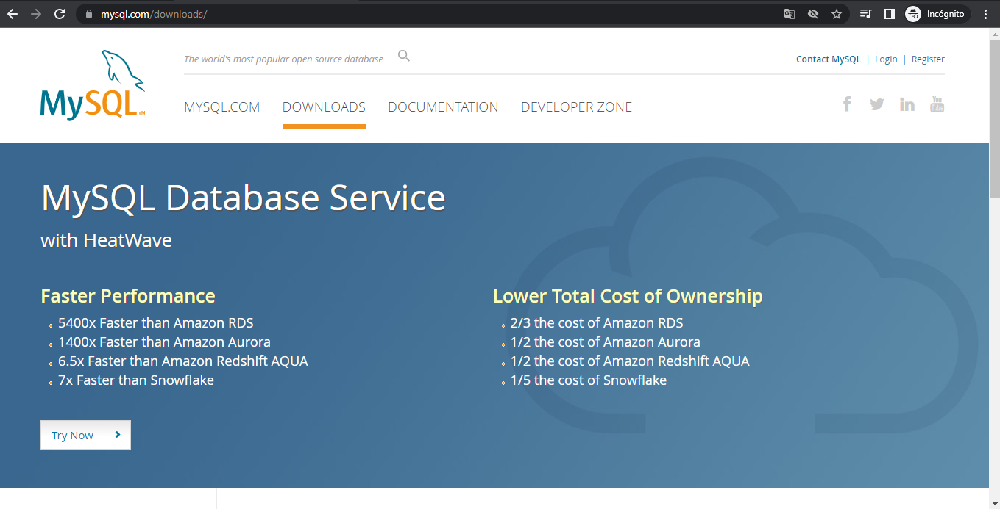 mysql.com/downloads/
Incógnito
The world's most popular open source database
Contact MySQL | Login | Register
MySQL™
MYSQL.COM DOWNLOADS DOCUMENTATION DEVELOPER ZONE
You Tube
MySQL Database Service
with HeatWave
Faster Performance
5400x Faster than Amazon RDS
1400x Faster than Amazon Aurora
6.5x Faster than Amazon Redshift AQUA
7x Faster than Snowflake
Lower Total Cost of Ownership
2/3 the cost of Amazon RDS
1/2 the cost of Amazon Aurora
1/2 the cost of Amazon Redshift AQUA
1/5 the cost of Snowflake
Try Now